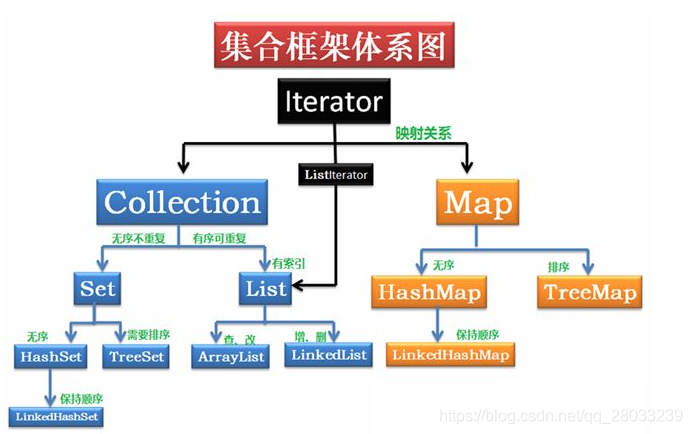 集合框架体系图
Iterator
映射关系
ListIterator
Collection
Map
无序不重复
有序可重复
有索引
无序
排序
Set
List
HashMap
TreeMap
无序
需要排序
查、改
增、删
保持顺序
HashSet
TreeSet
ArrayList
LinkedList
LinkedHashMap
保持顺序
LinkedHashSet
https://blog.csdn.net/qq_28033239